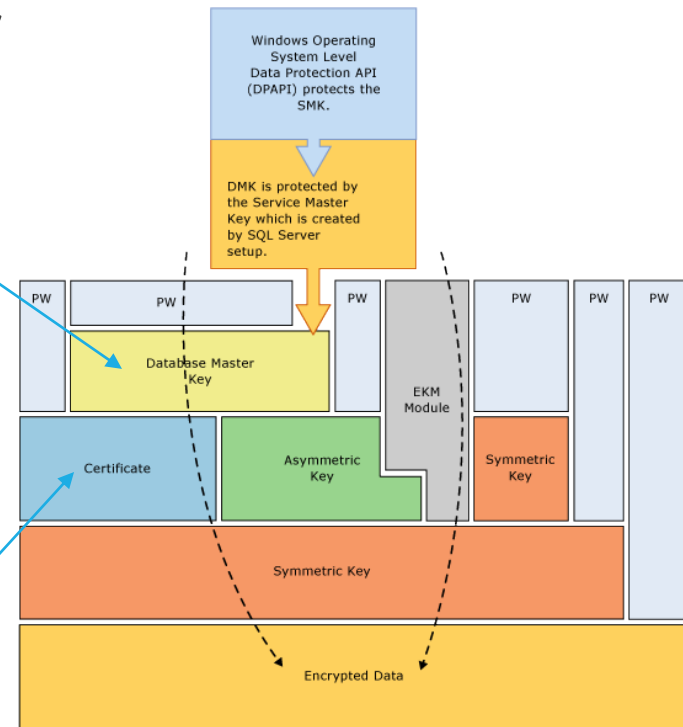 Windows Operating
System Level
Data Protection API
(DPAPI) protects the
SMK.
DMK is protected by
the Service Master
Key which is created
by SQL Server
setup.
PW
PW
PW
PW
PW
PW
Database Master
Key
EKM
Module
Certificate
Asymmetric
Key
Symmetric
Key
Symmetric Key
Encrypted Data